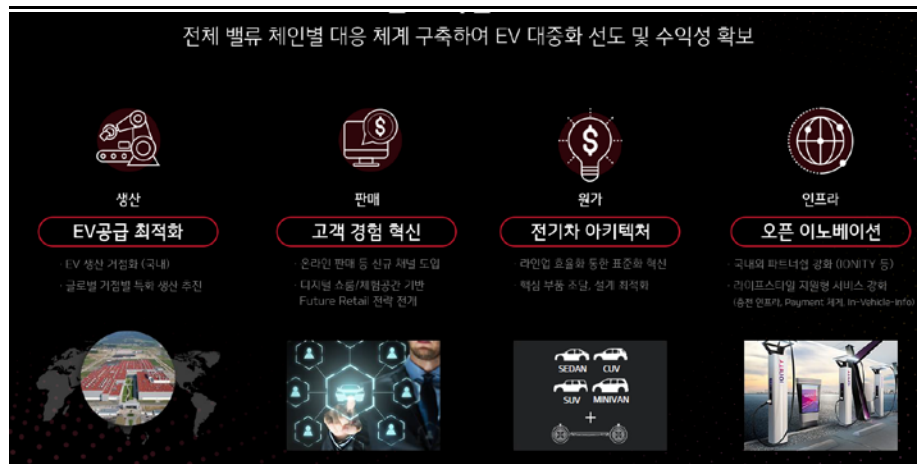 전체 밸류 체인별 대응 체계 구축하여 EV 대중화 선도 및 수익성 확보
생산
EV공급 최적화
· EV 생산 거점화 (국내)
· 글로벌 거점별 특화 생산 추진
판매
고객 경험 혁신
· 온라인 판매 등 신규 채널 도입
· 디지털 쇼룸/체험공간 기반
Future Retail 전략 전개
원가
전기차 아키텍처
· 라인업 효율화 통한 표준화 혁신
· 핵심 부품 조달, 설계 최적화
SEDAN CUV
SUV MINIVAN
+
인프라
오픈 이노베이션
· 국내외 파트너쉽 강화 (IONITY 등)
· 라이프스타일 지원형 서비스 강화
(충전 인프라, Payment 체계, In-Vehicle-Info)
IONITY